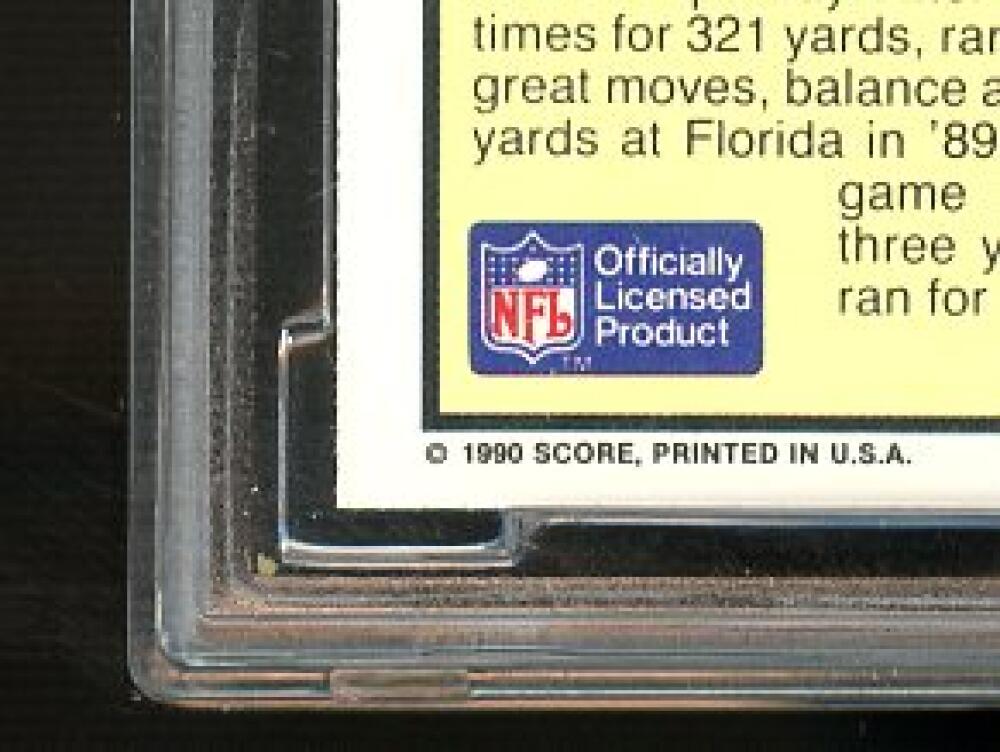 times for 321 yards, ran
great moves, balance a
yards at Florida in '89
game
three y
ran for
Officially
Licensed
Product
NFL
TM
© 1990 SCORE, PRINTED IN U.S.A.